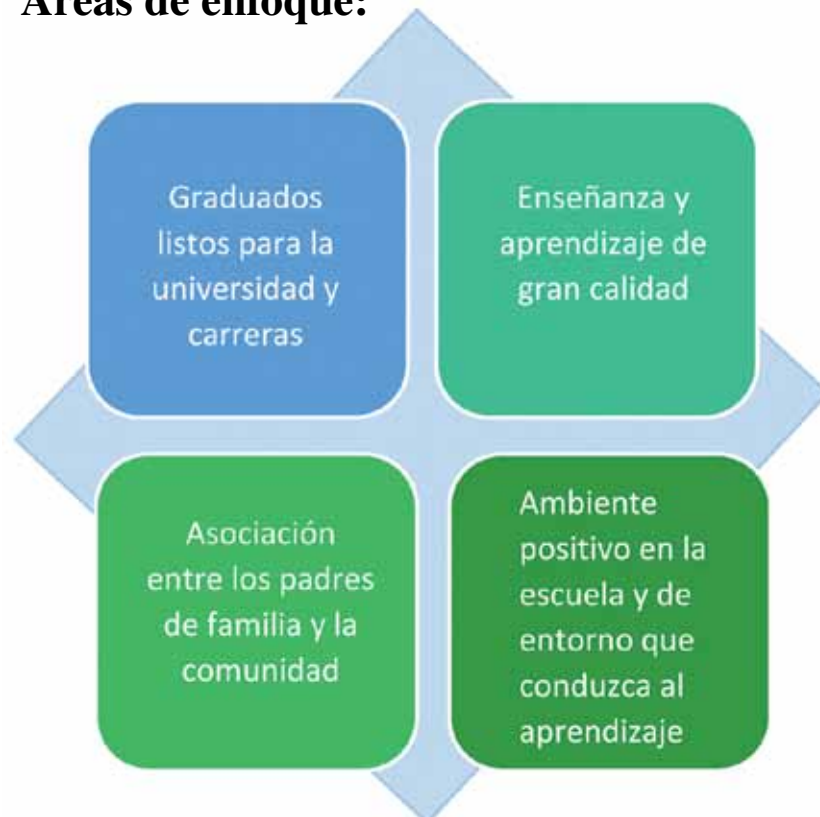 Áreas de enfoque:
Graduados
listos para la
universidad y
carreras
Enseñanza y
aprendizaje de
gran calidad
Asociación
entre los padres
de familia y la
comunidad
Ambiente
positivo en la
escuela y de
entorno que
conduzca al
aprendizaje